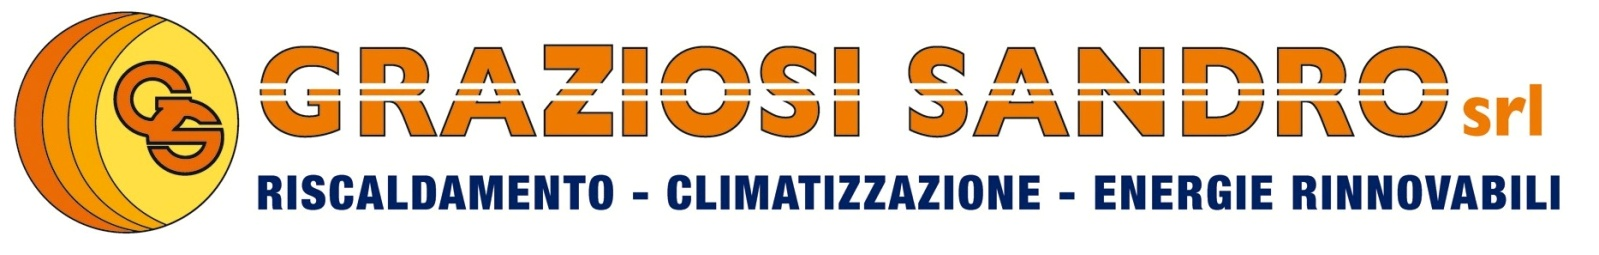 GS
GRAZIOSI SANDRO srl
RISCALDAMENTO - CLIMATIZZAZIONE - ENERGIE RINNOVABILI